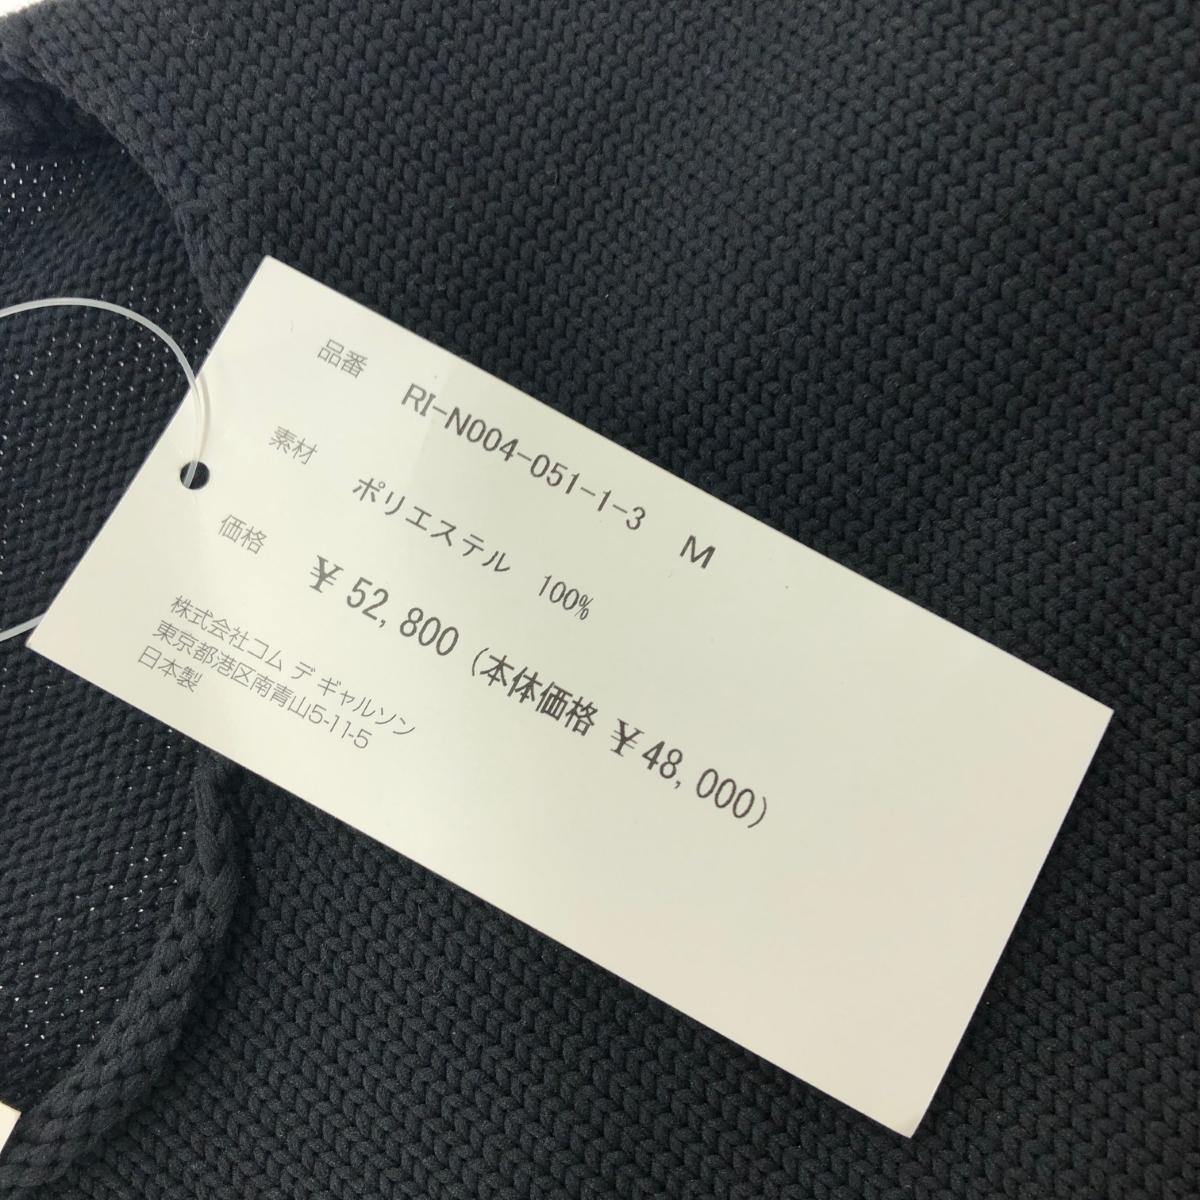 品番 RI-N004-051-1-3 M
素材 ポリエステル 100%
価格 ¥52,800 (本体価格 ¥48,000)
株式会社コム デ ギャルソン
東京都港区南青山5-11-5
日本製